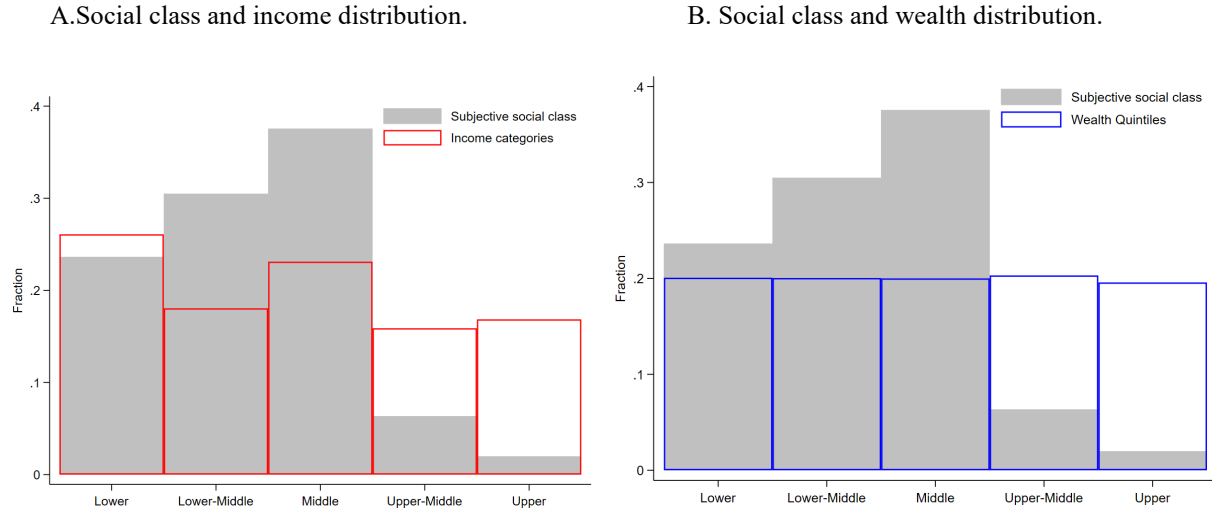 A.Social class and income distribution.
.4
.3
.2
.1
0
Fraction
Subjective social class
Income categories
Lower
Lower-Middle
Middle
Upper-Middle
Upper
B. Social class and wealth distribution.
.4
.3
.2
.1
0
Fraction
Subjective social class
Wealth Quintiles
Lower
Lower-Middle
Middle
Upper-Middle
Upper